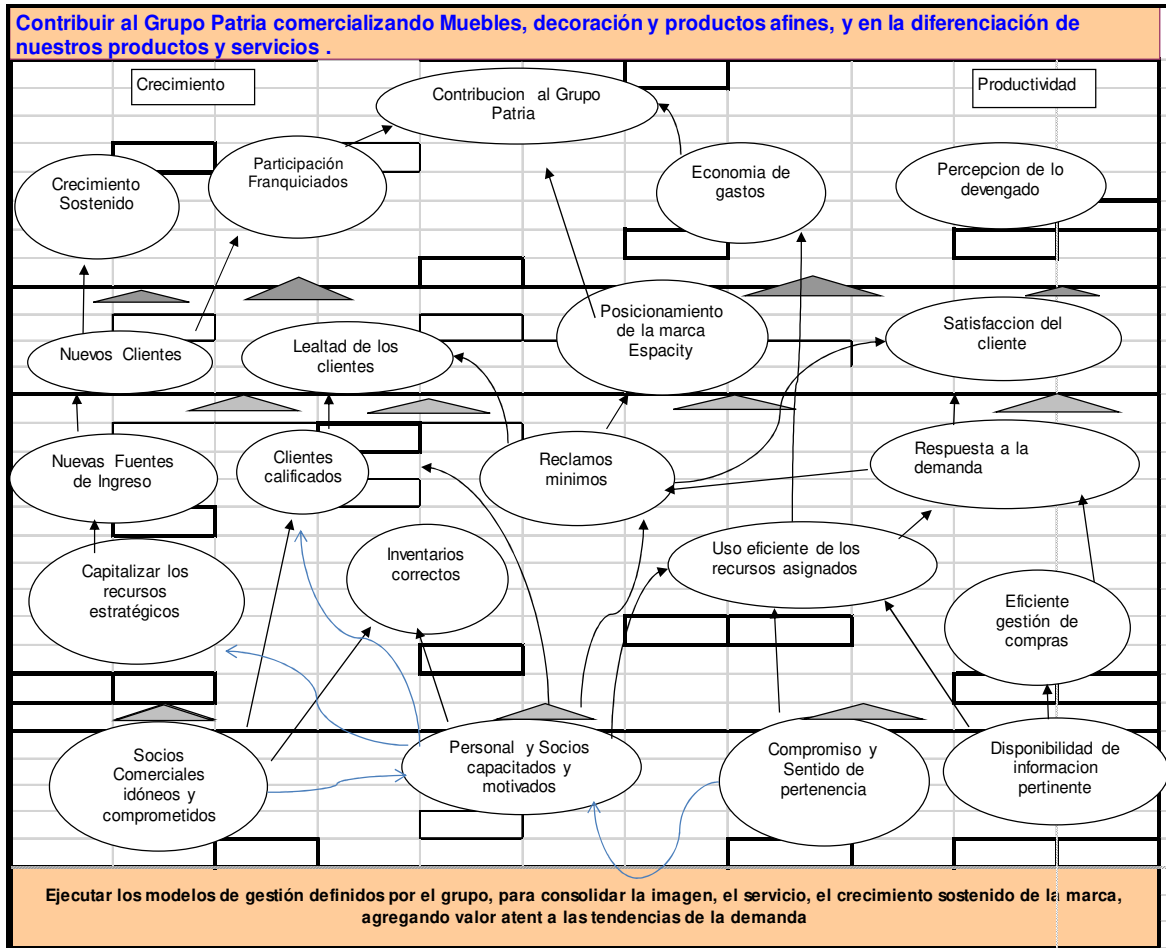 Contribuir al Grupo Patria comercializando Muebles, decoración y productos afines, y en la diferenciación de
nuestros productos y servicios .
Crecimiento
Contribucion al Grupo
Patria
Productividad
Crecimiento
Sostenido
Participación
Franquiciados
Economia de
gastos
Percepcion de lo
devengado
Nuevos Clientes
Lealtad de los
clientes
Posicionamiento
de la marca
Espacity
Satisfaccion del
cliente
Nuevas Fuentes
de Ingreso
Clientes
calificados
Reclamos
minimos
Respuesta a la
demanda
Capitalizar los
recursos
estratégicos
Inventarios
correctos
Uso eficiente de los
recursos asignados
Eficiente
gestión de
compras
Socios
Comerciales
idóneos y
comprometidos
Personal y Socios
capacitados y
motivados
Compromiso y
Sentido de
pertenencia
Disponibilidad de
informacion
pertinente
Ejecutar los modelos de gestión definidos por el grupo, para consolidar la imagen, el servicio, el crecimiento sostenido de la marca,
agregando valor atent a las tendencias de la demanda